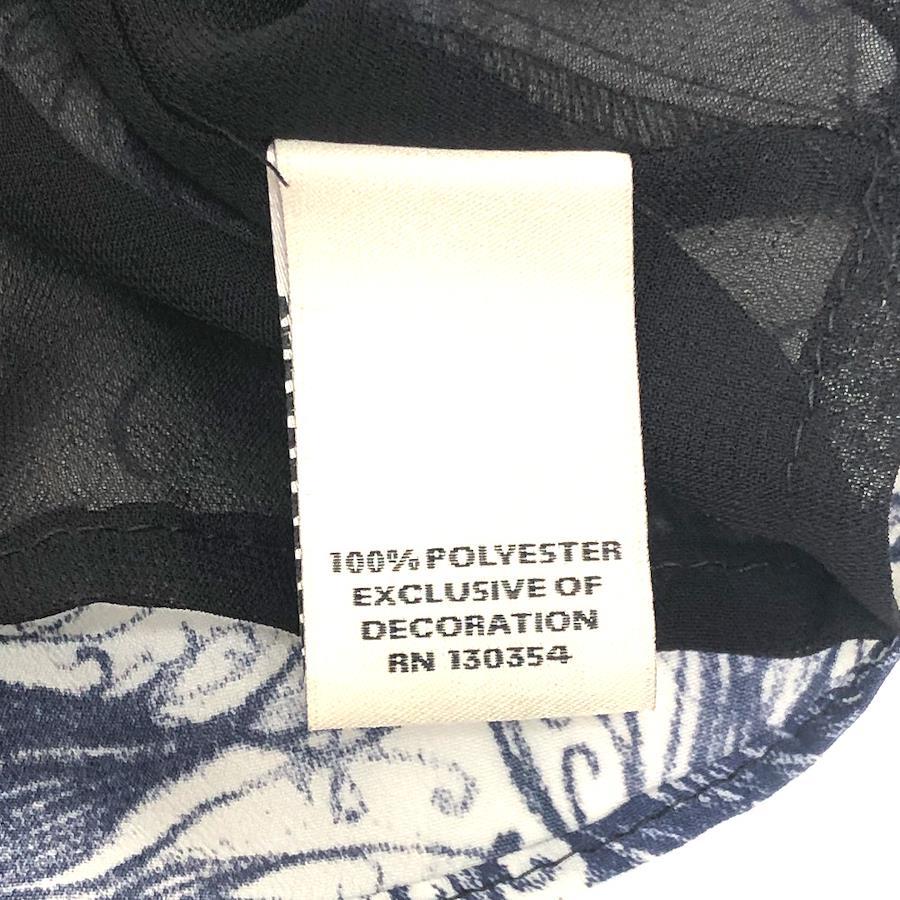 100% POLYESTER
EXCLUSIVE OF
DECORATION
RN 130354